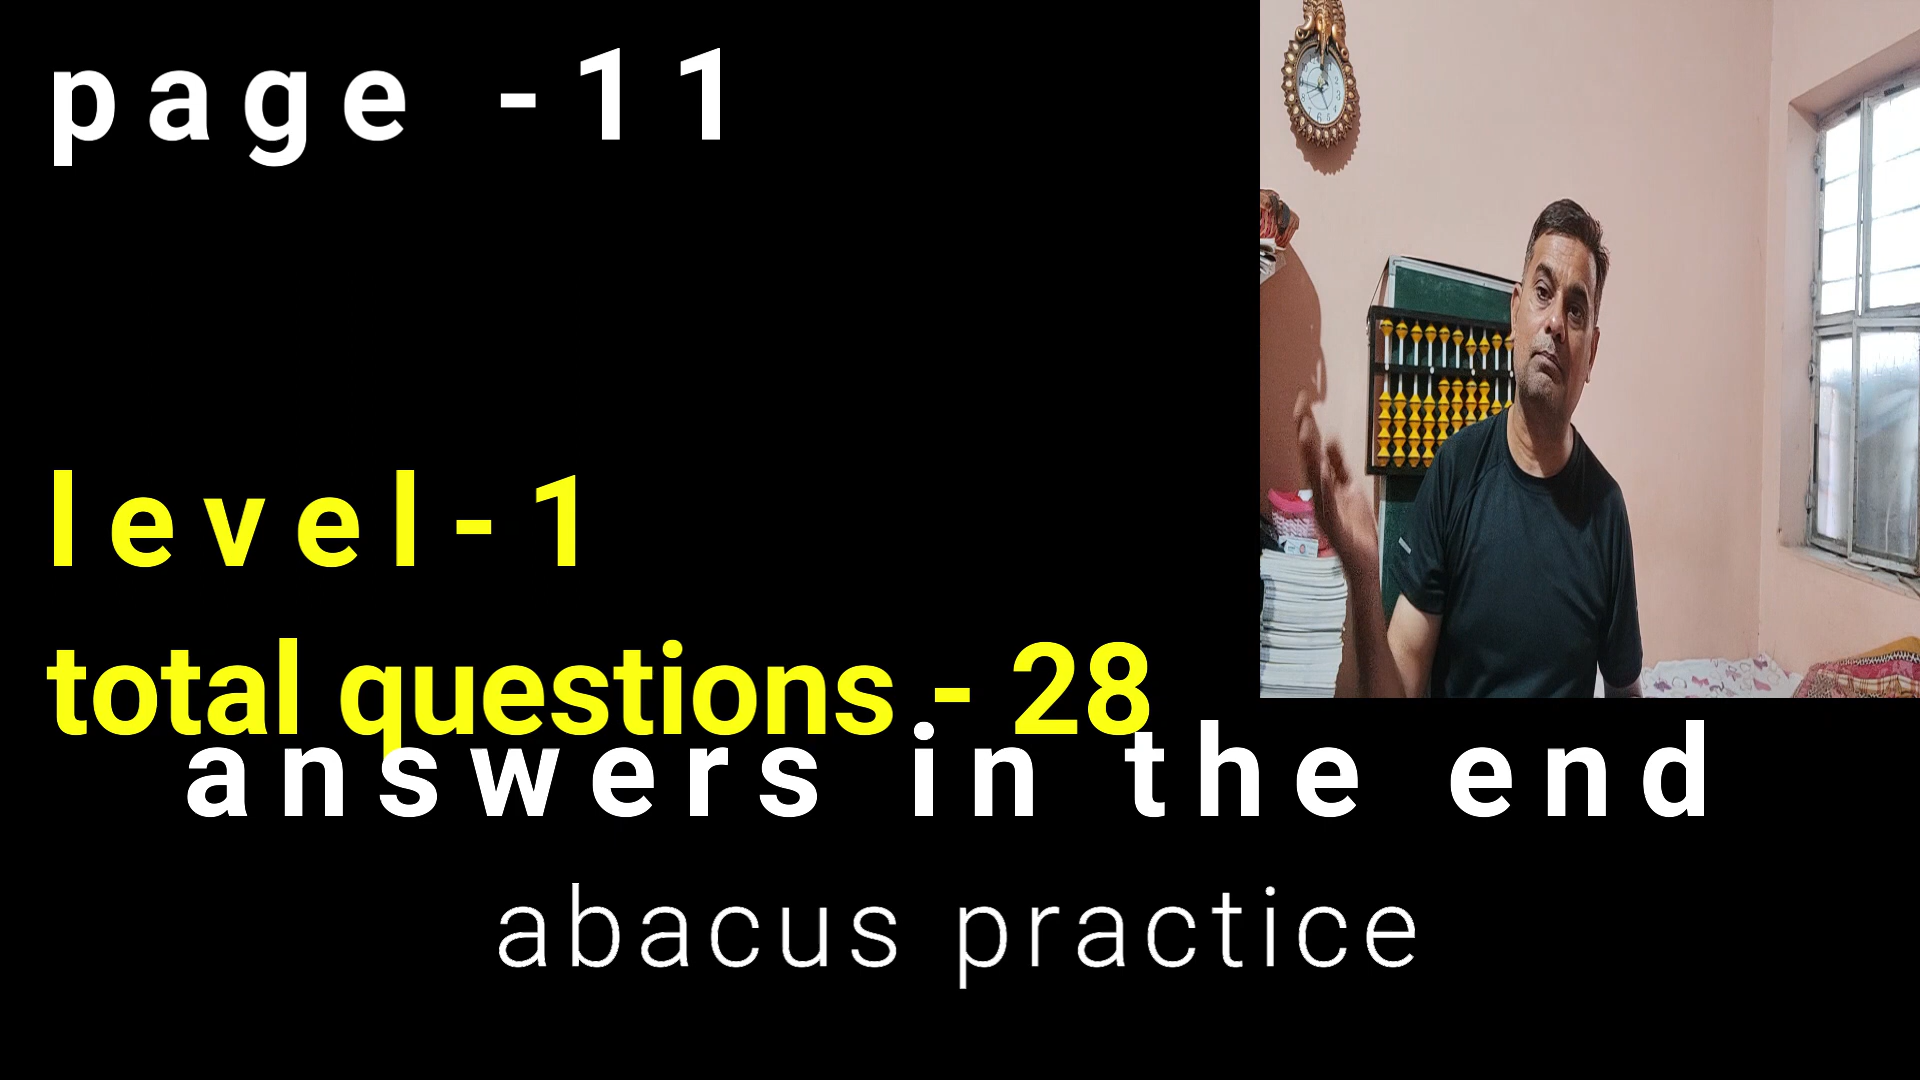 page -11
level-1
total questions - 28
answers in the end
abacus practice